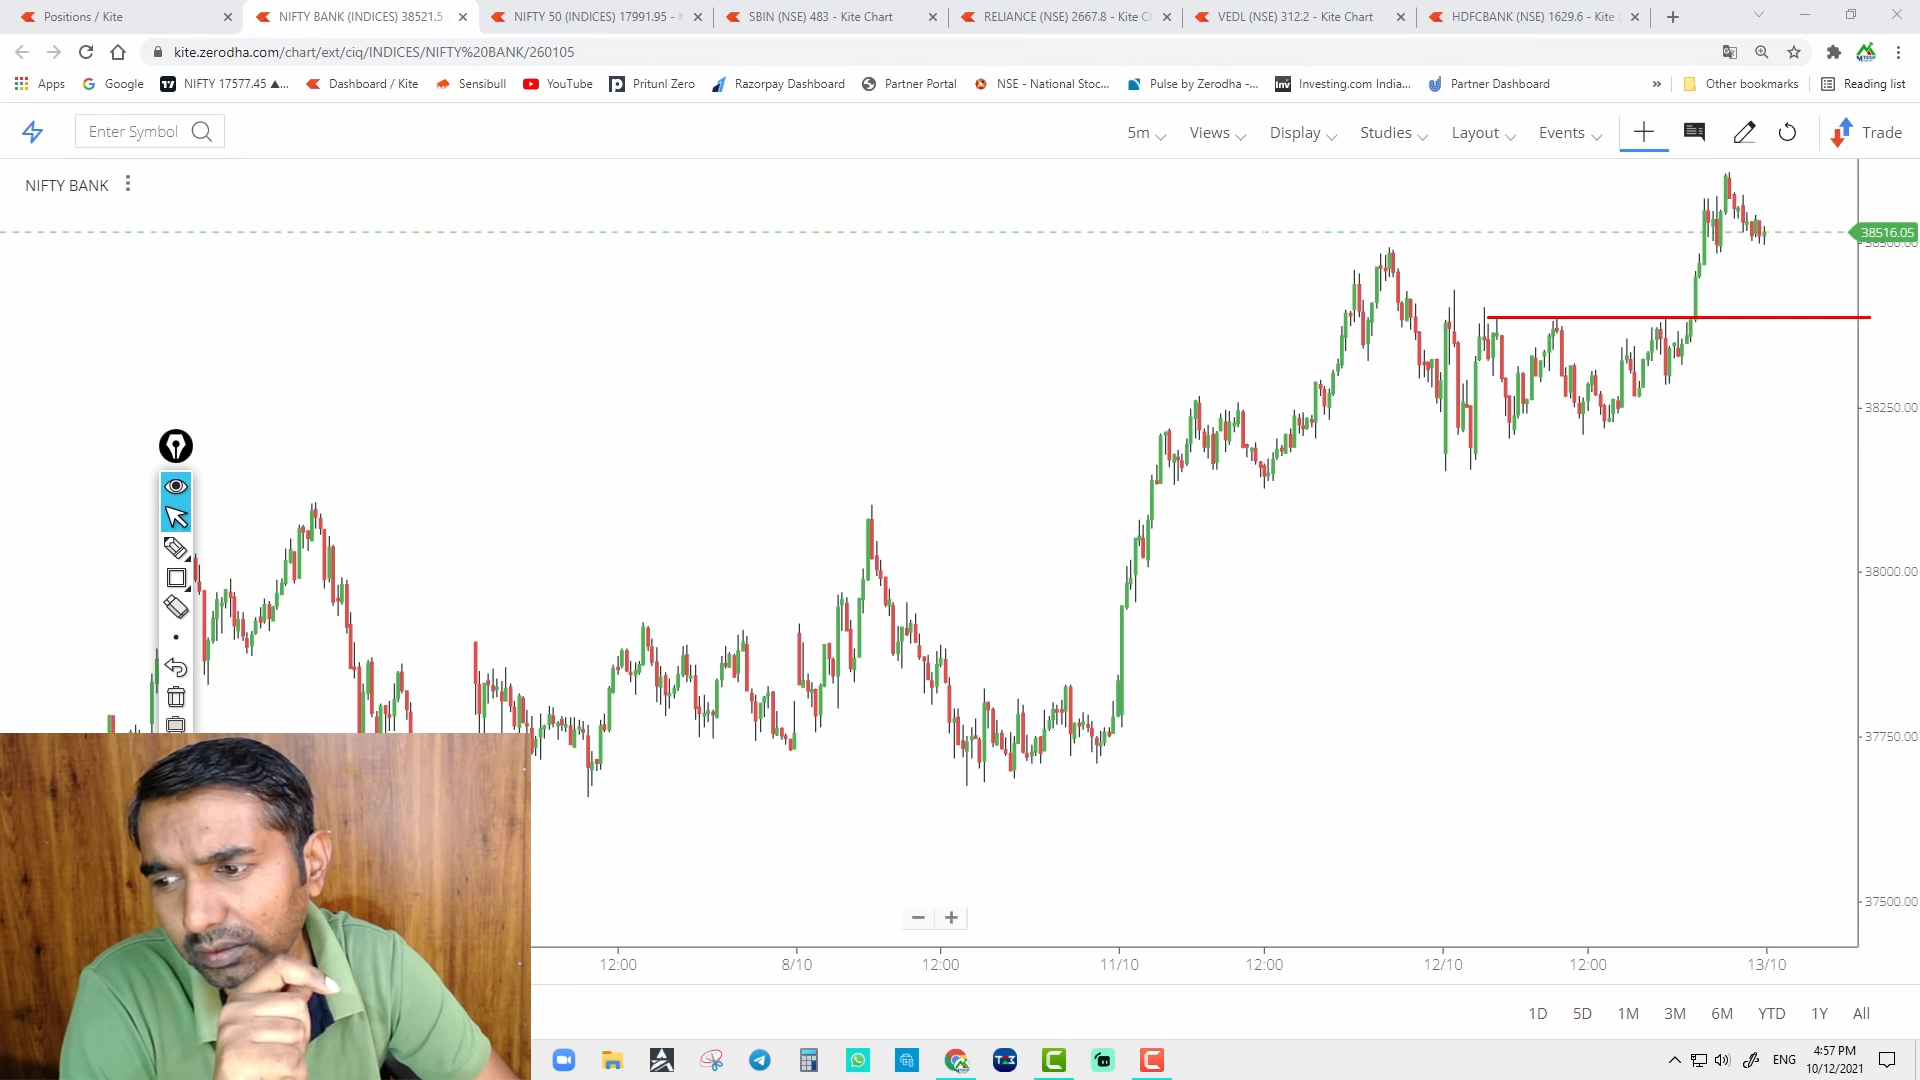 Positions / Kite
NIFTY BANK (INDICES) 38521.5
NIFTY 50 (INDICES) 17991.95 -
SBIN (NSE) 483 - Kite Chart
RELIANCE (NSE) 2667.8 - Kite Ch
VEDL (NSE) 312.2 - Kite Chart
HDFCBANK (NSE) 1629.6 - Kite
kite.zerodha.com/chart/ext/ciq/INDICES/NIFTY%20BANK/260105
Apps
Google
NIFTY 17577.45 ▲...
Dashboard / Kite
Sensibull
YouTube
Pritunl Zero
Razorpay Dashboard
Partner Portal
NSE - National Stoc...
Pulse by Zerodha -...
Inv
Investing.com India...
Partner Dashboard
»
Other bookmarks
Reading list
Enter Symbol
5m
Views
Display
Studies
Layout
Events
Trade
NIFTY BANK
38516.05
38500.00
38250.00
38000.00
37750.00
37500.00
12:00
8/10
12:00
11/10
12:00
12/10
12:00
13/10
1D
5D
1M
3M
6M
YTD
1Y
All
ENG
4:57 PM
10/12/2021